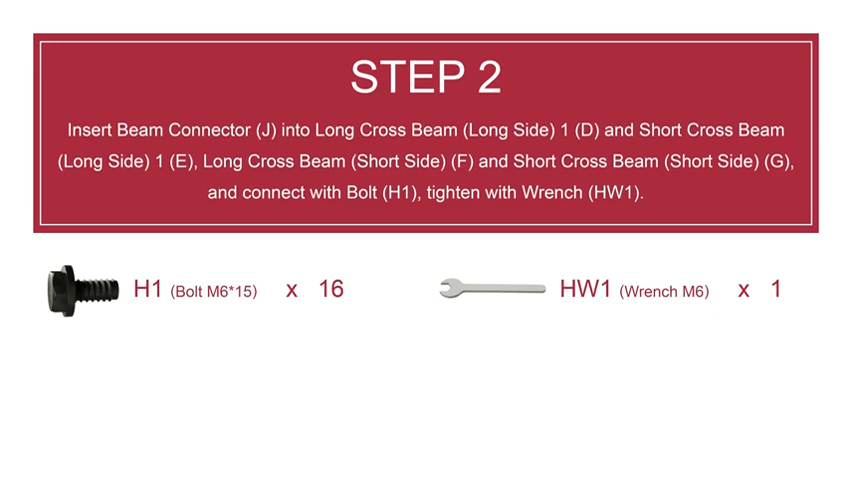 STEP 2
Insert Beam Connector (J) into Long Cross Beam (Long Side) 1 (D) and Short Cross Beam
(Long Side) 1 (E), Long Cross Beam (Short Side) (F) and Short Cross Beam (Short Side) (G),
and connect with Bolt (H1), tighten with Wrench (HW1).
H1 (Bolt M6*15) x 16 HW1 (Wrench M6) x 1